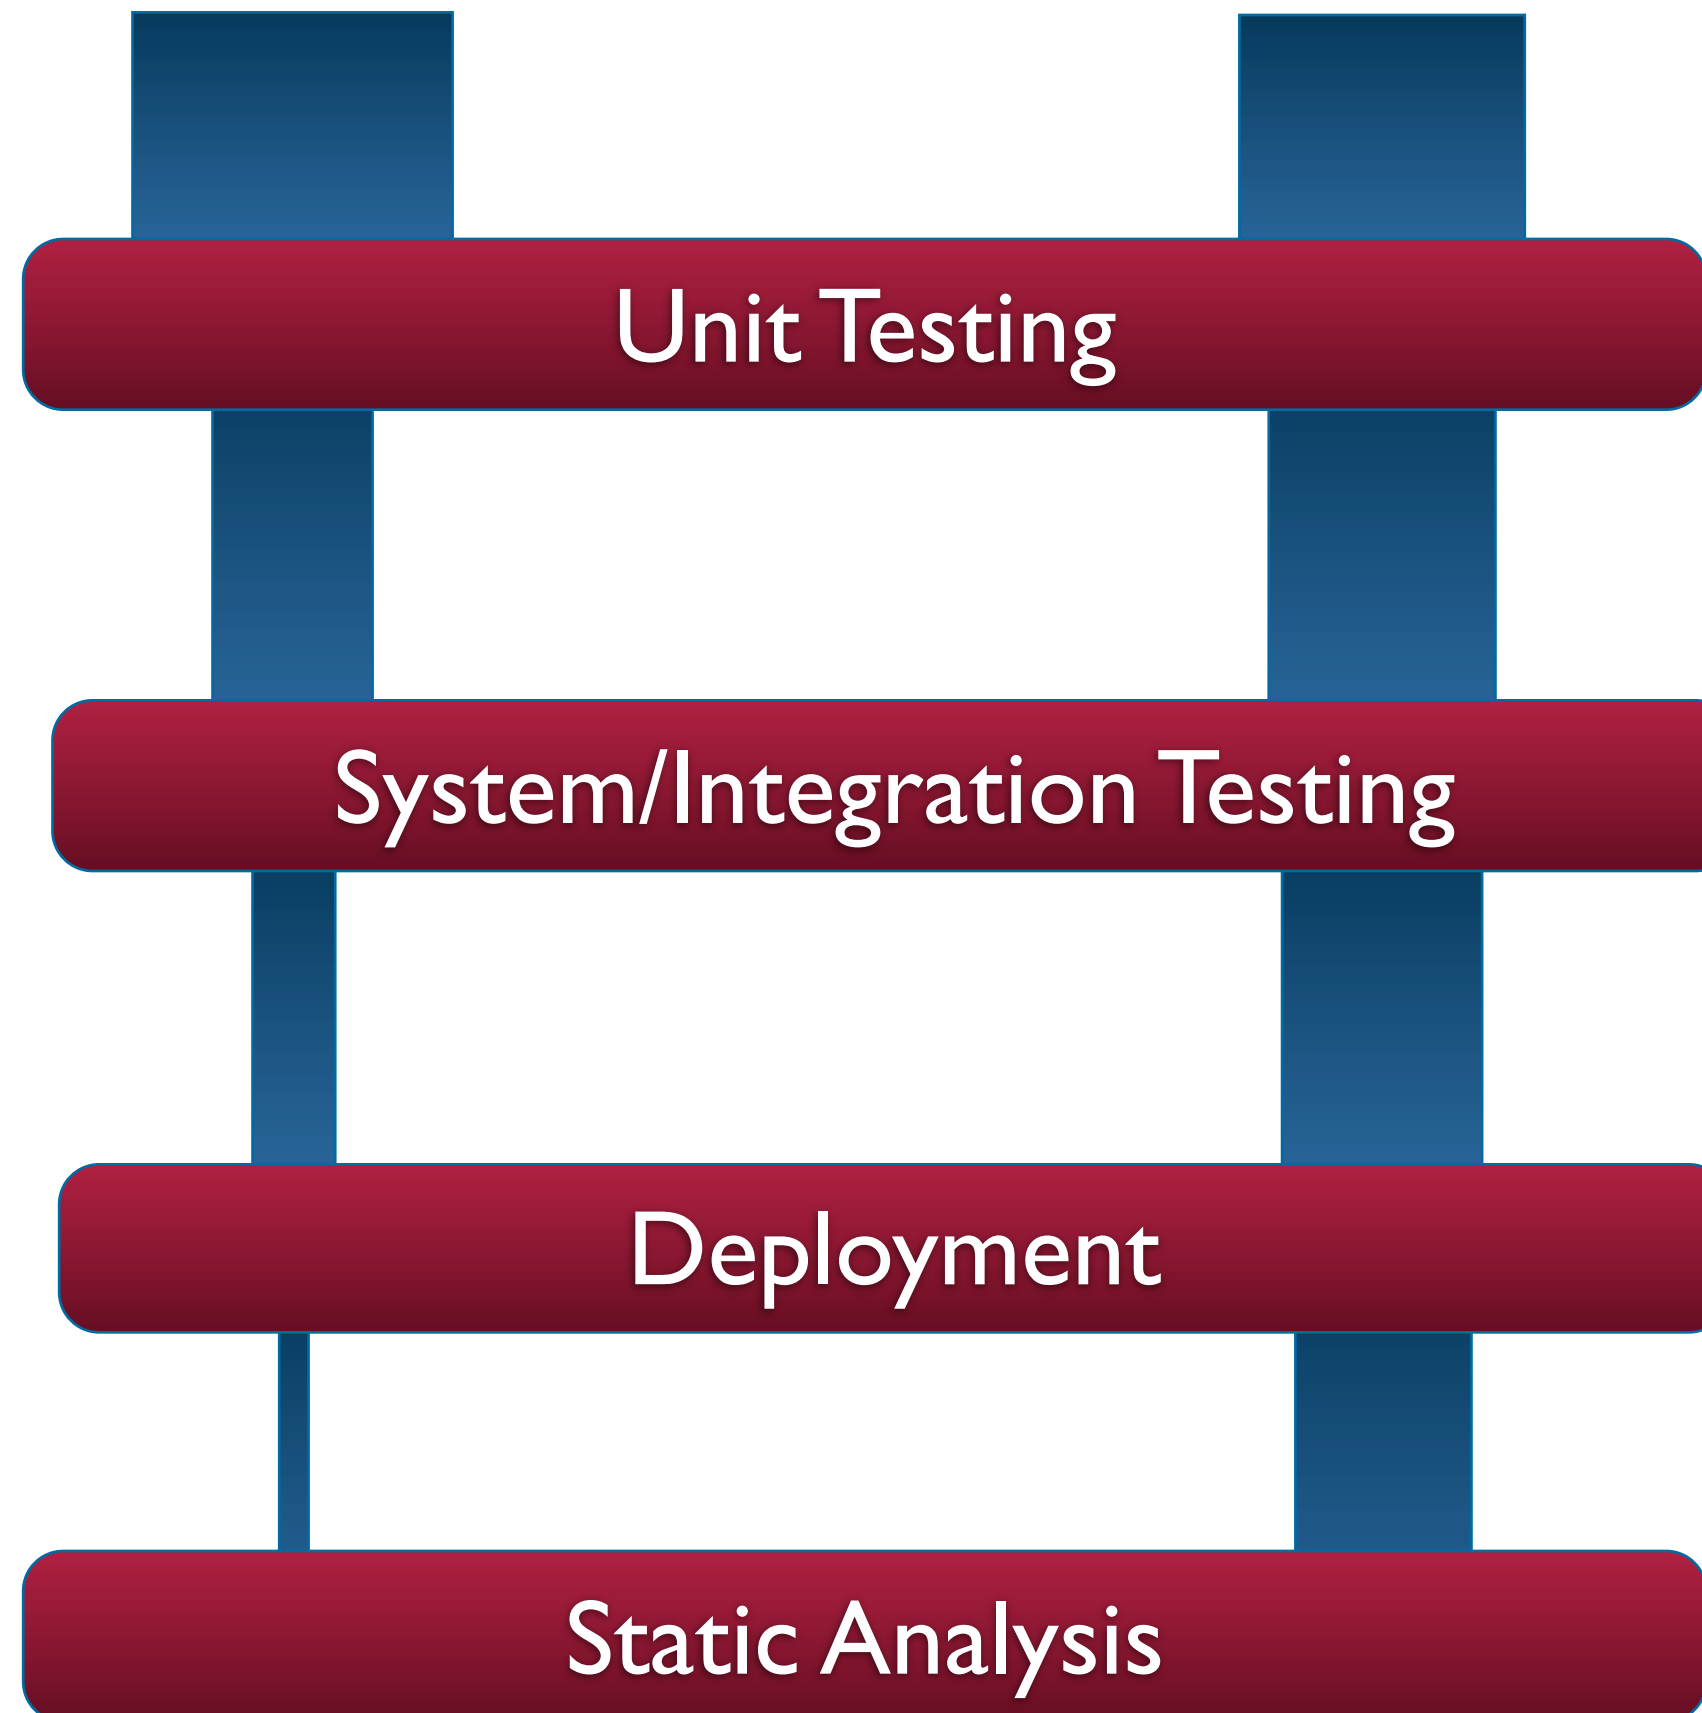 Unit Testing
System/Integration Testing
Deployment
Static Analysis